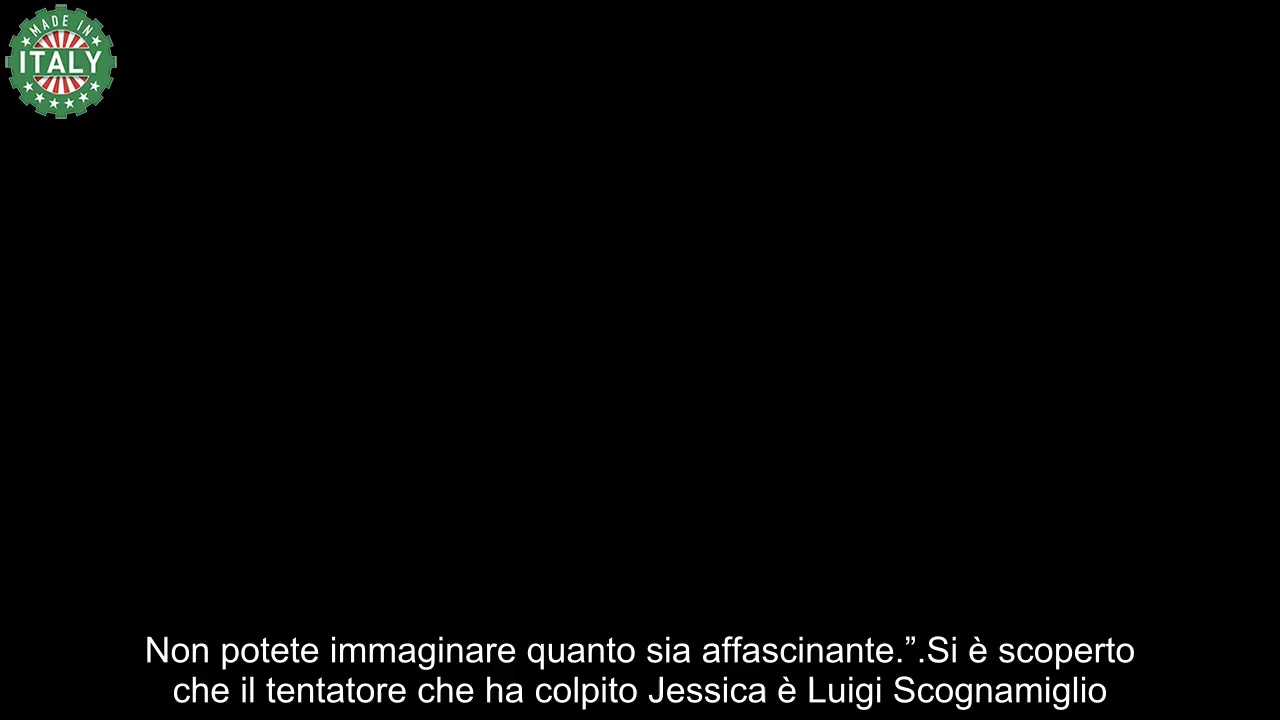 MADE IN
ITALY
Non potete immaginare quanto sia affascinante.”.Si è scoperto
che il tentatore che ha colpito Jessica è Luigi Scognamiglio